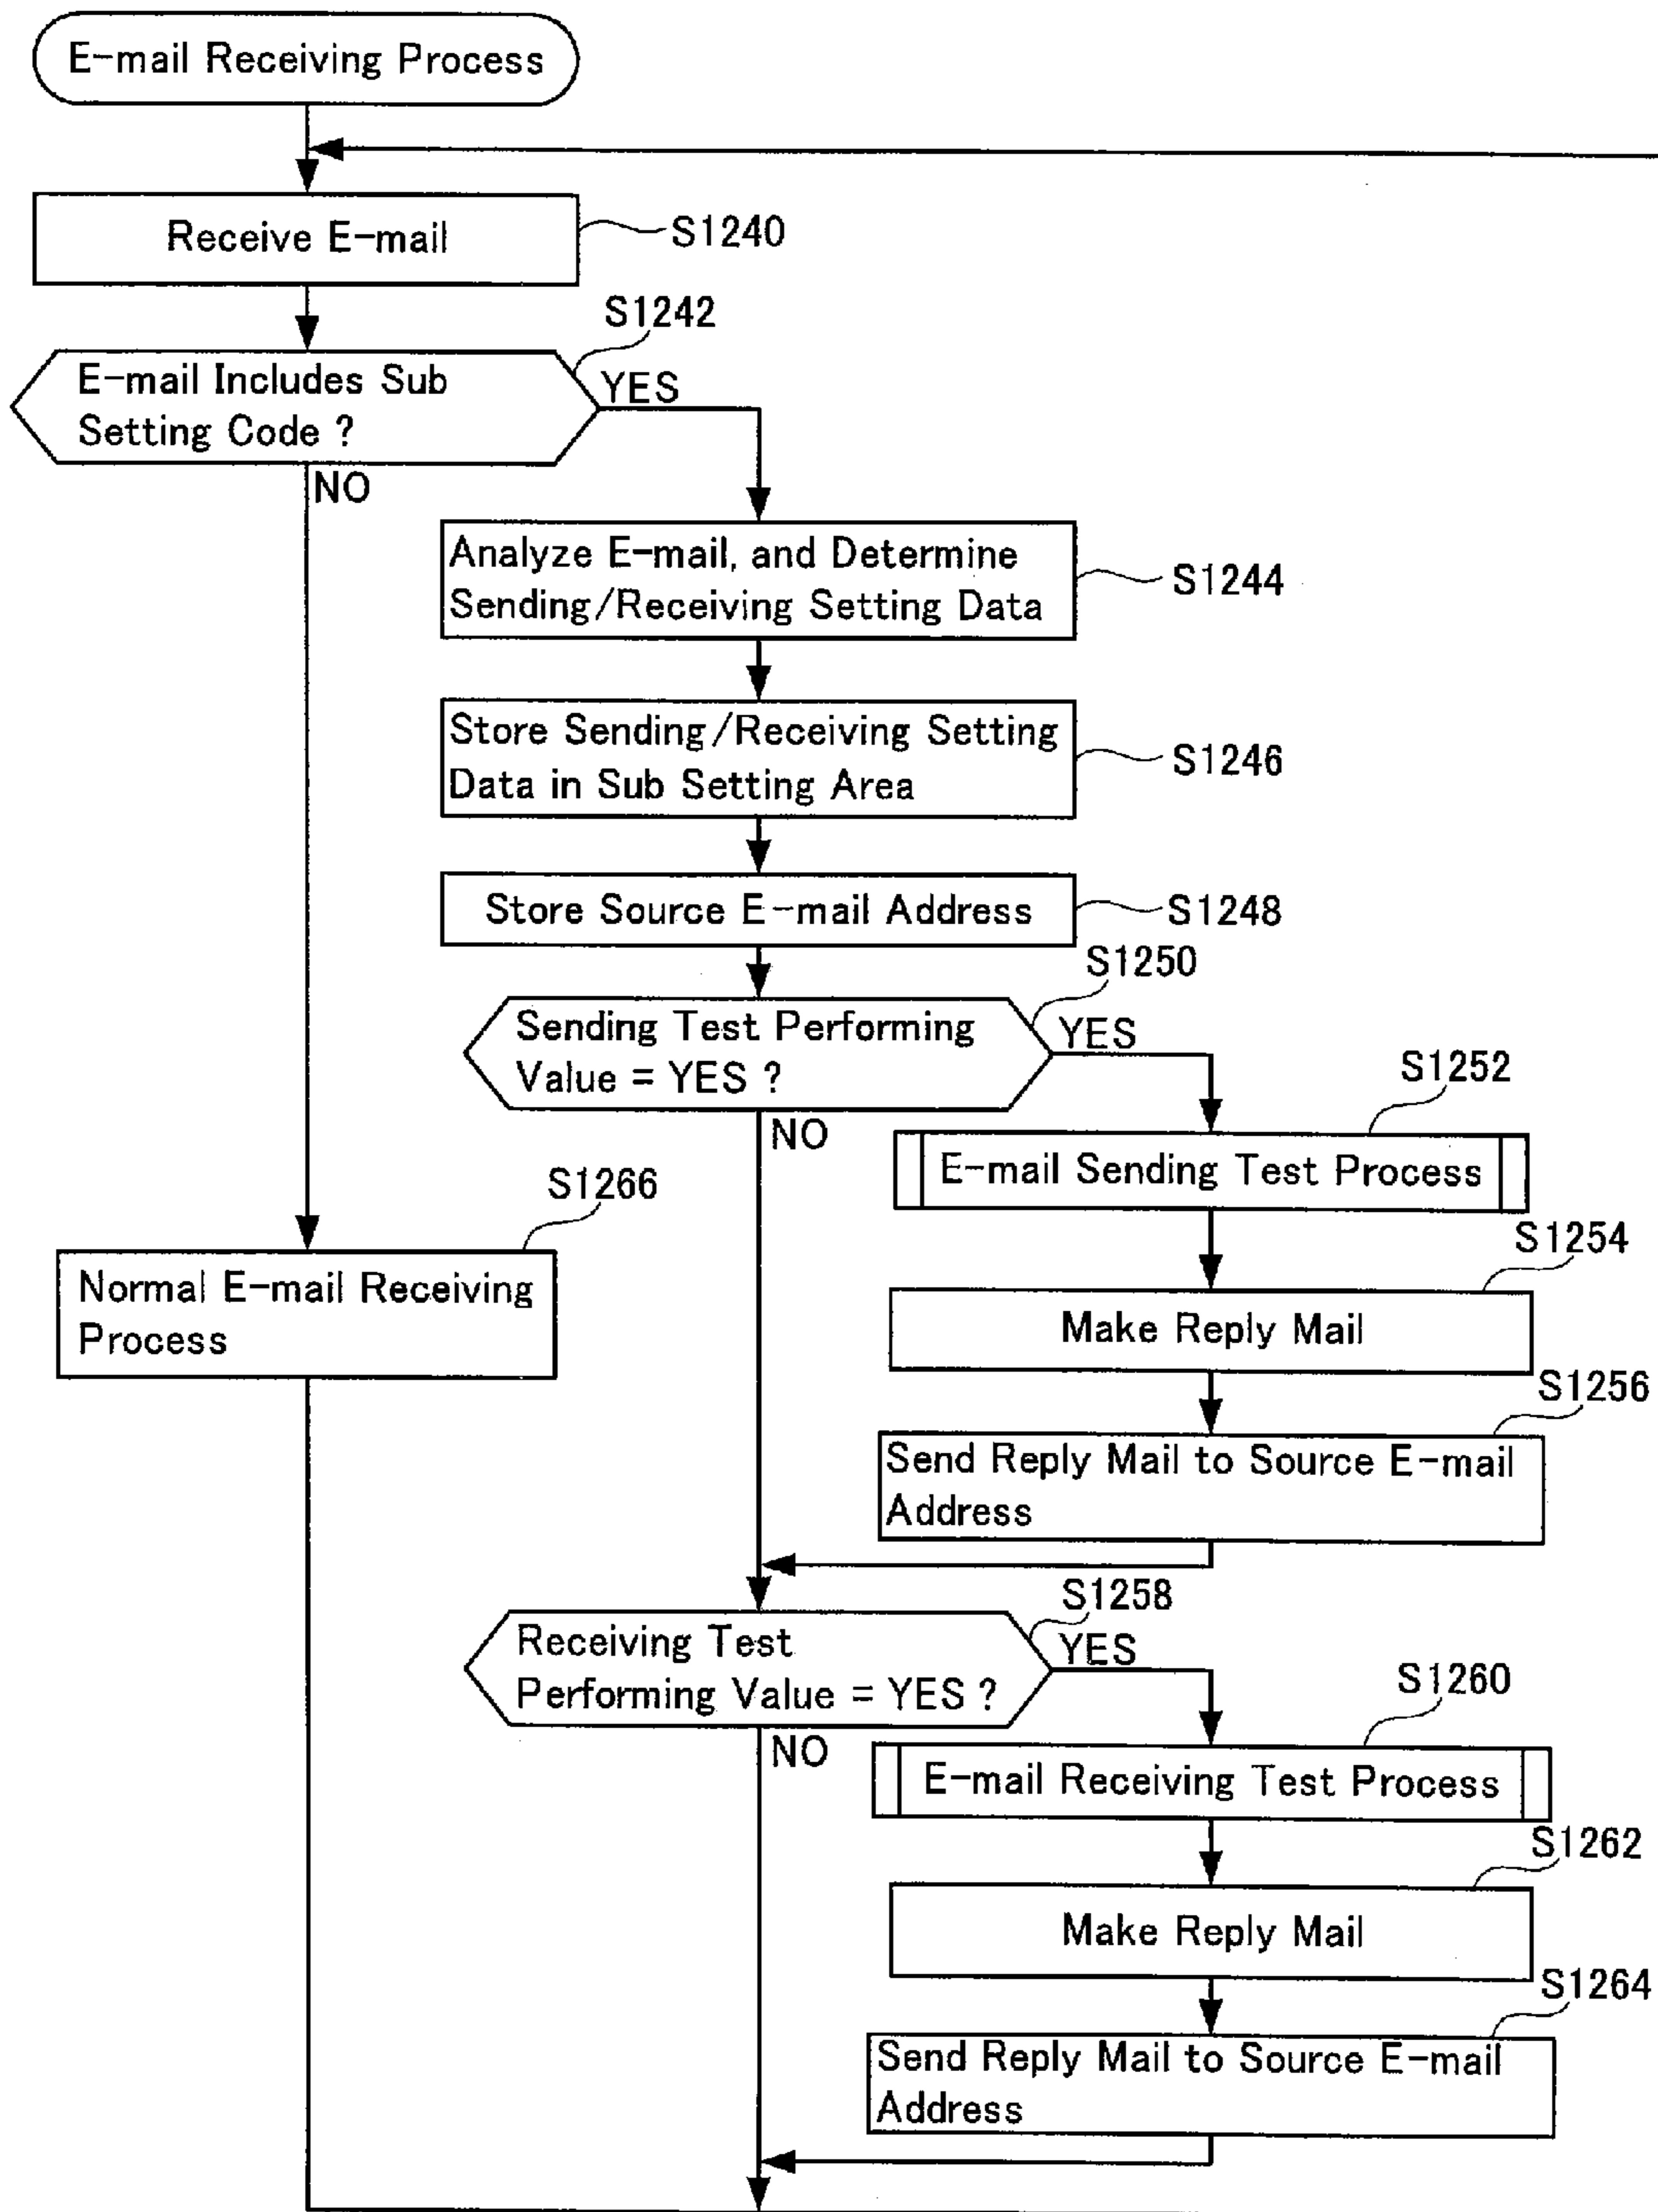 E-mail Receiving Process
Receive E-mail
S1240
S1242
E-mail Includes Sub
Setting Code ?
YES
NO
Analyze E-mail, and Determine
Sending/Receiving Setting Data
S1244
Store Sending/Receiving Setting
Data in Sub Setting Area
S1246
Store Source E-mail Address
S1248
S1250
Sending Test Performing
Value = YES ?
YES
NO
S1252
E-mail Sending Test Process
S1266
Normal E-mail Receiving
Process
S1254
Make Reply Mail
S1256
Send Reply Mail to Source E-mail
Address
S1258
Receiving Test
Performing Value = YES ?
YES
NO
S1260
E-mail Receiving Test Process
S1262
Make Reply Mail
S1264
Send Reply Mail to Source E-mail
Address